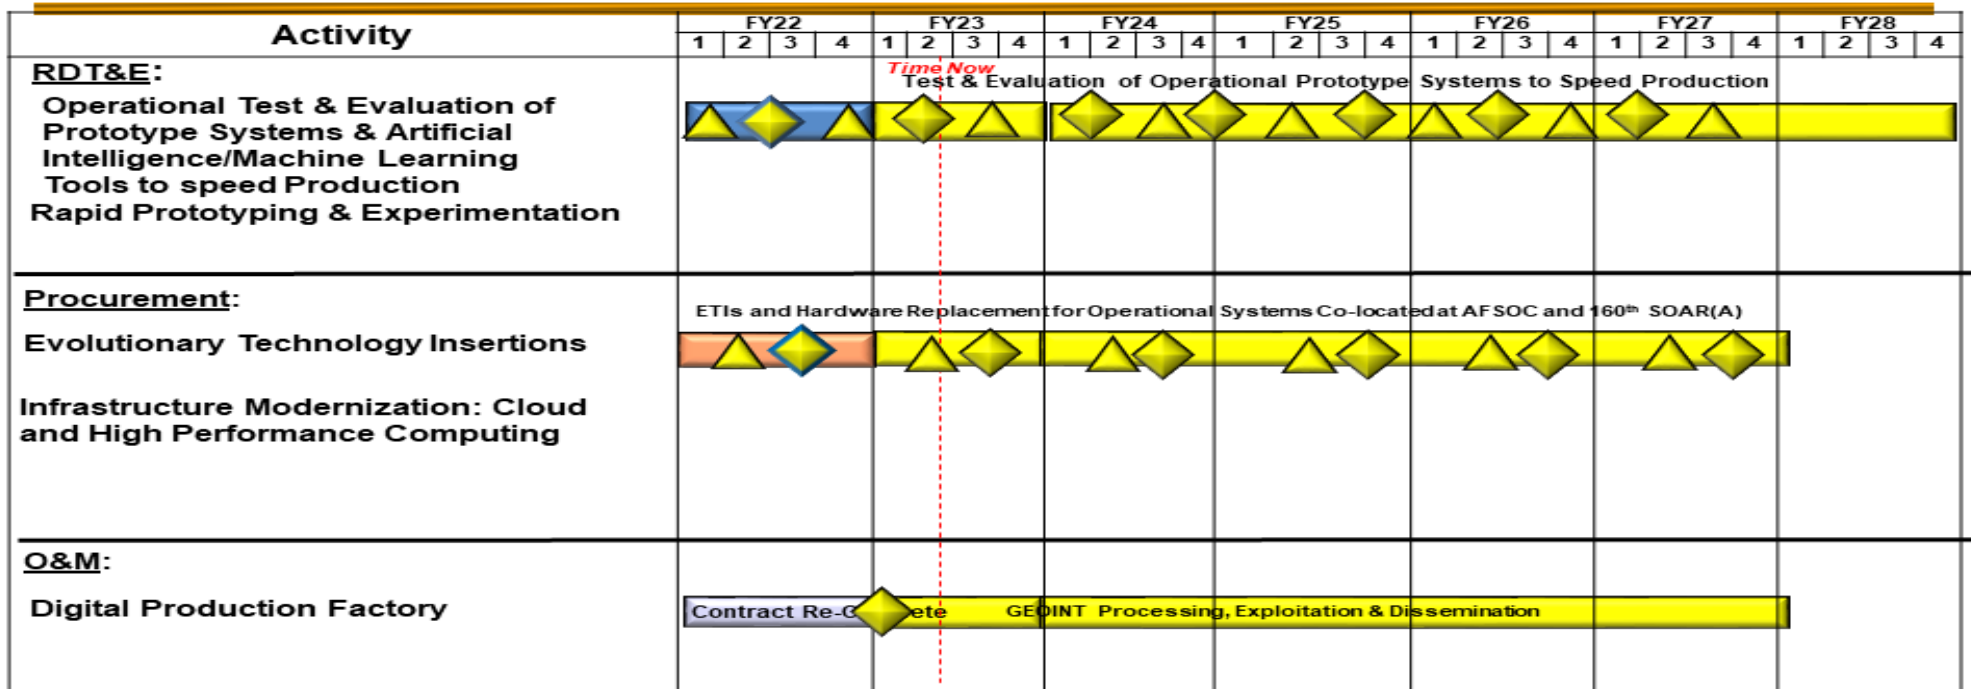 Activity
FY22 FY23 FY24 FY25 FY26 FY27 FY28
1 2 3 4 1 2 3 4 1 2 3 4 1 2 3 4 1 2 3 4 1 2 3 4 1 2 3 4
RDT&E:
Time Now
Test & Evaluation of Operational Prototype Systems to Speed Production
Operational Test & Evaluation of
Prototype Systems & Artificial
Intelligence/Machine Learning
Tools to speed Production
Rapid Prototyping & Experimentation
Procurement:
ETIs and Hardware Replacement for Operational Systems Co-located at AFSOC and 160th SOAR(A)
Evolutionary Technology Insertions
Infrastructure Modernization: Cloud
and High Performance Computing
O&M:
Digital Production Factory
Contract Re-C ete
GEOINT Processing, Exploitation & Dissemination